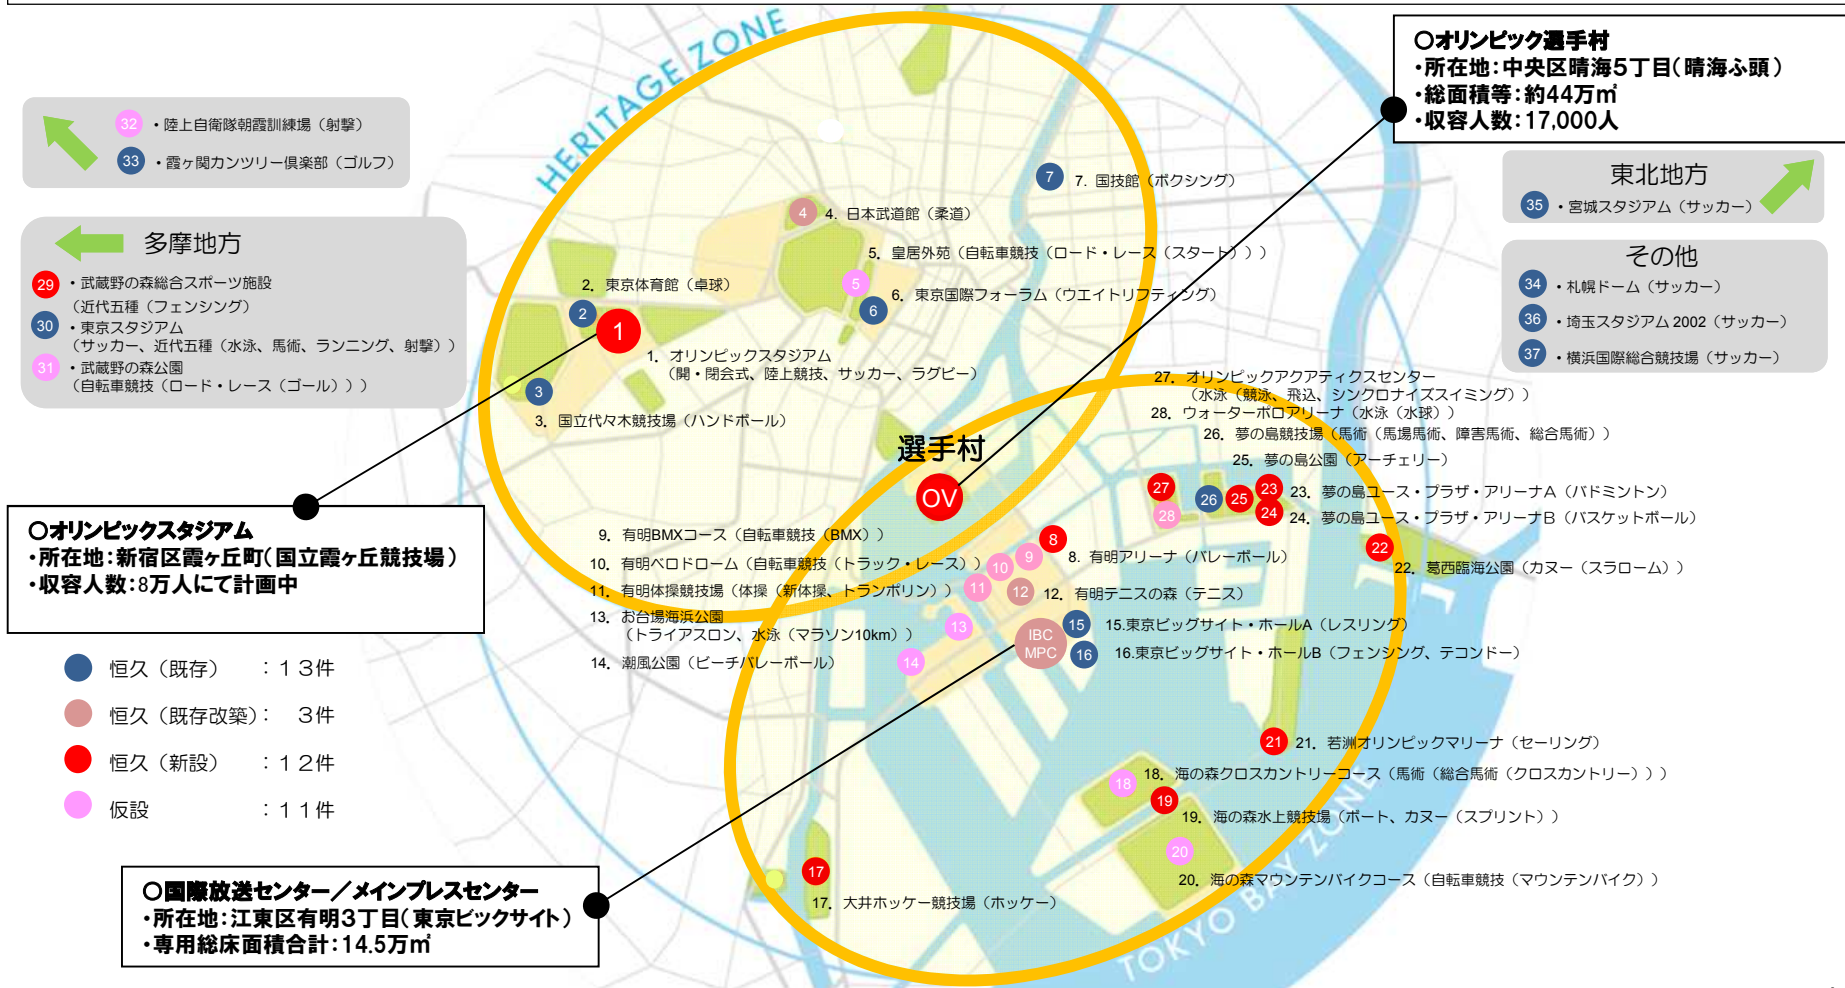 HERITAGE ZONE
○オリンピック選手村
・所在地：中央区晴海５丁目（晴海ふ頭）
・総面積等：約44万㎡
・収容人数：17,000人
32 ・陸上自衛隊朝霞訓練場（射撃）
33 ・霞ヶ関カンツリー倶楽部（ゴルフ）
東北地方
35 ・宮城スタジアム（サッカー）
多摩地方
29 ・武蔵野の森総合スポーツ施設
（近代五種（フェンシング）
30 ・東京スタジアム
（サッカー、近代五種（水泳、馬術、ランニング、射撃））
31 ・武蔵野の森公園
（自転車競技（ロード・レース（ゴール）））
その他
34 ・札幌ドーム（サッカー）
36 ・埼玉スタジアム 2002（サッカー）
37 ・横浜国際総合競技場（サッカー）
7 7．国技館（ボクシング）
4 4．日本武道館（柔道）
5．皇居外苑（自転車競技（ロード・レース（スタート）））
5
6．東京国際フォーラム（ウエイトリフティング）
6
2．東京体育館（卓球）
2
1
1．オリンピックスタジアム
（開・閉会式、陸上競技、サッカー、ラグビー）
3
3．国立代々木競技場（ハンドボール）
27．オリンピックアクアティクスセンター
（水泳（競泳、飛込、シンクロナイズスイミング））
28．ウォーターポロアリーナ（水泳（水球））
26．夢の島競技場（馬術（馬場馬術、障害馬術、総合馬術））
25．夢の島公園（アーチェリー）
選手村
OV
27 26 25 23 23．夢の島ユース・プラザ・アリーナA（バドミントン）
28 24 24．夢の島ユース・プラザ・アリーナB（バスケットボール）
22
22．葛西臨海公園（カヌー（スラローム））
○オリンピックスタジアム
・所在地：新宿区霞ヶ丘町（国立霞ヶ丘競技場）
・収容人数：8万人にて計画中
9．有明BMXコース（自転車競技（BMX））
8
8．有明アリーナ（バレーボール）
9
10．有明ベロドローム（自転車競技（トラック・レース）） 10
11．有明体操競技場（体操（新体操、トランポリン）） 11
12 12．有明テニスの森（テニス）
13．お台場海浜公園
（トライアスロン、水泳（マラソン10km）） 13
14．潮風公園（ビーチバレーボール） 14
IBC
MPC
15 15.東京ビッグサイト・ホールA（レスリング）
16 16.東京ビッグサイト・ホールB（フェンシング、テコンドー）
恒久（既存） ：１３件
恒久（既存改築）： ３件
恒久（新設） ：１２件
仮設 ：１１件
21 21．若洲オリンピックマリーナ（セーリング）
18 18．海の森クロスカントリーコース（馬術（総合馬術（クロスカントリー）））
19
19．海の森水上競技場（ボート、カヌー（スプリント））
20
20．海の森マウンテンバイクコース（自転車競技（マウンテンバイク））
17
17．大井ホッケー競技場（ホッケー）
○国際放送センター／メインプレスセンター
・所在地：江東区有明３丁目（東京ビックサイト）
・専用総床面積合計：14.5万㎡
TOKYO BAY ZONE